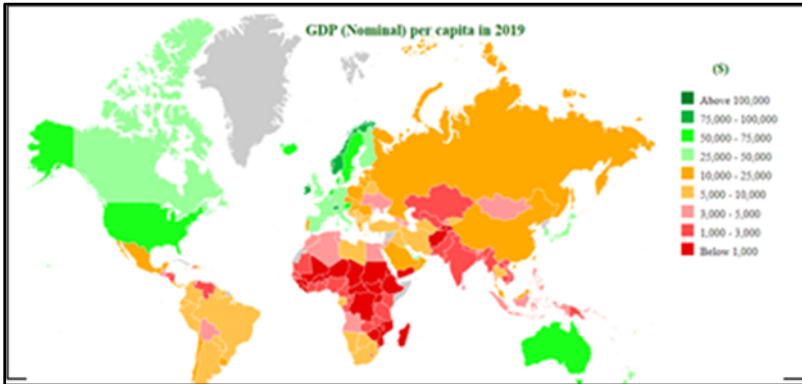 GDP (Nominal) per capita in 2019
($)
Above 100,000
75,000 - 100,000
50,000 - 75,000
25,000 - 50,000
10,000 - 25,000
5,000 - 10,000
3,000 - 5,000
1,000 - 3,000
Below 1,000